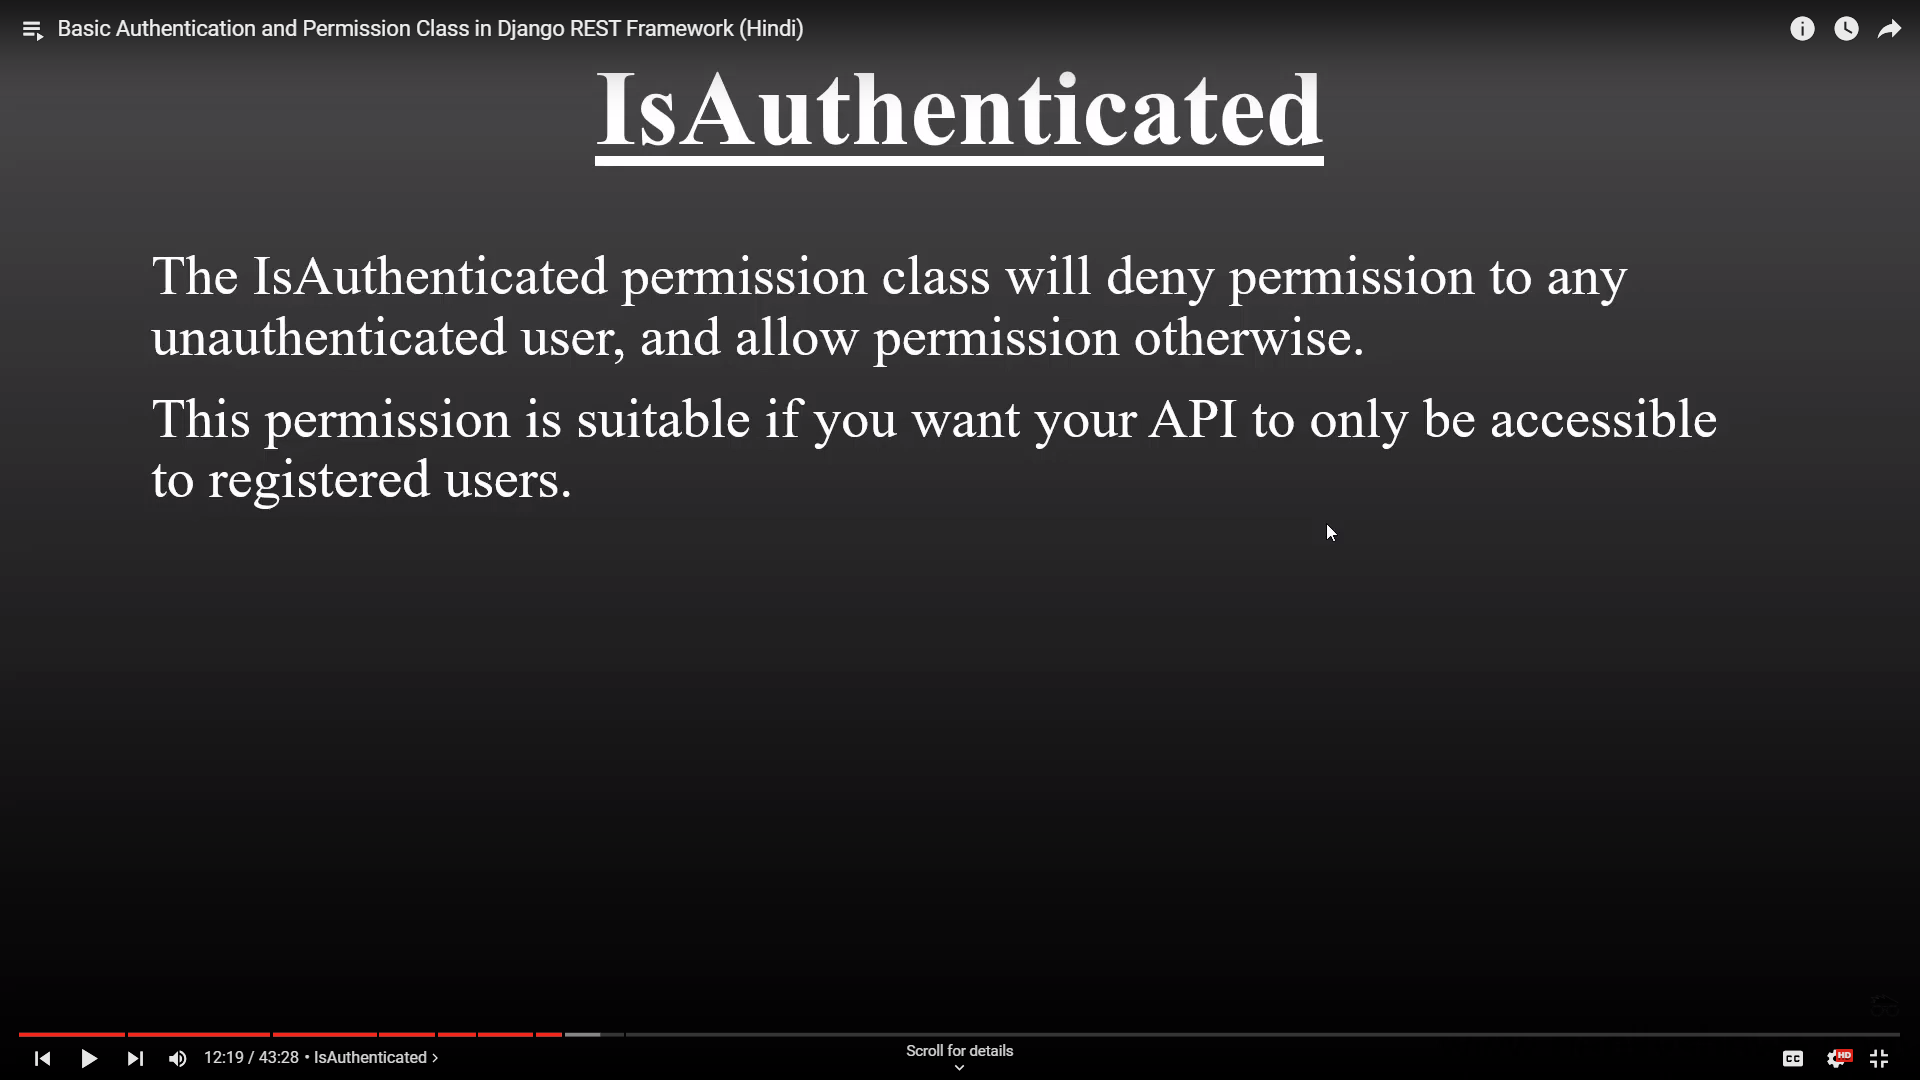 Basic Authentication and Permission Class in Django REST Framework (Hindi)
IsAuthenticated
The IsAuthenticated permission class will deny permission to any
unauthenticated user, and allow permission otherwise.
This permission is suitable if you want your API to only be accessible
to registered users.
Scroll for details
12:19 / 43:28 • IsAuthenticated >
CC
HD